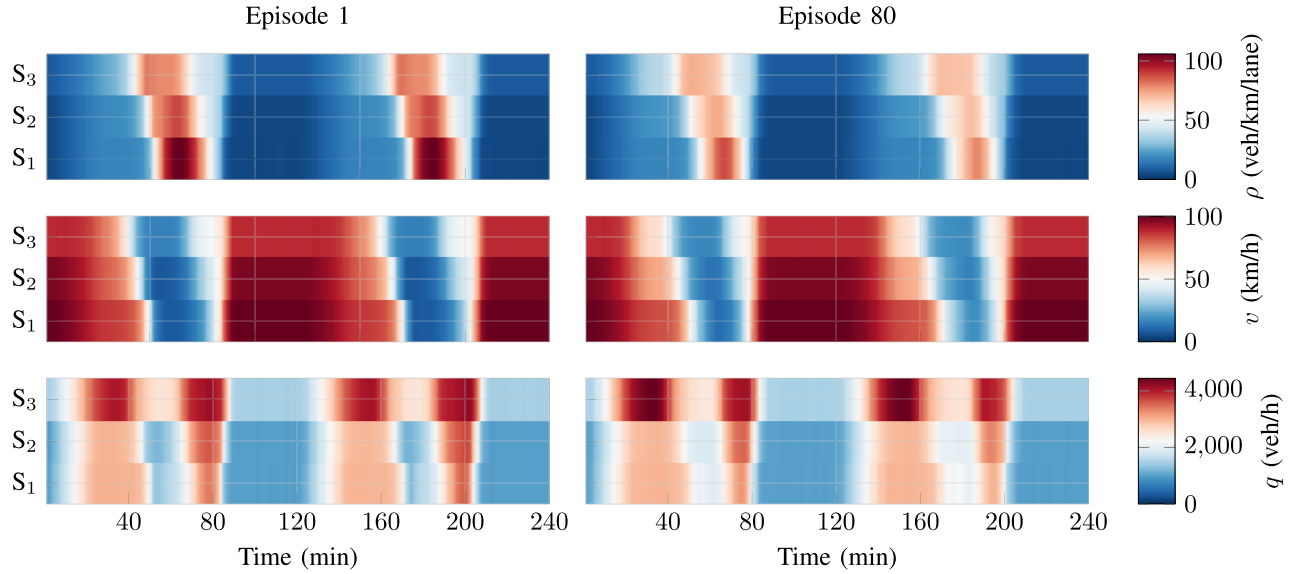 Episode 1 Episode 80
S3
S2
S1
100
50
0
ρ (veh/km/lane)
S3
S2
S1
100
50
0
v (km/h)
S3
S2
S1
4,000
2,000
0
q (veh/h)
40 80 120 160 200 240 40 80 120 160 200 240
Time (min) Time (min)